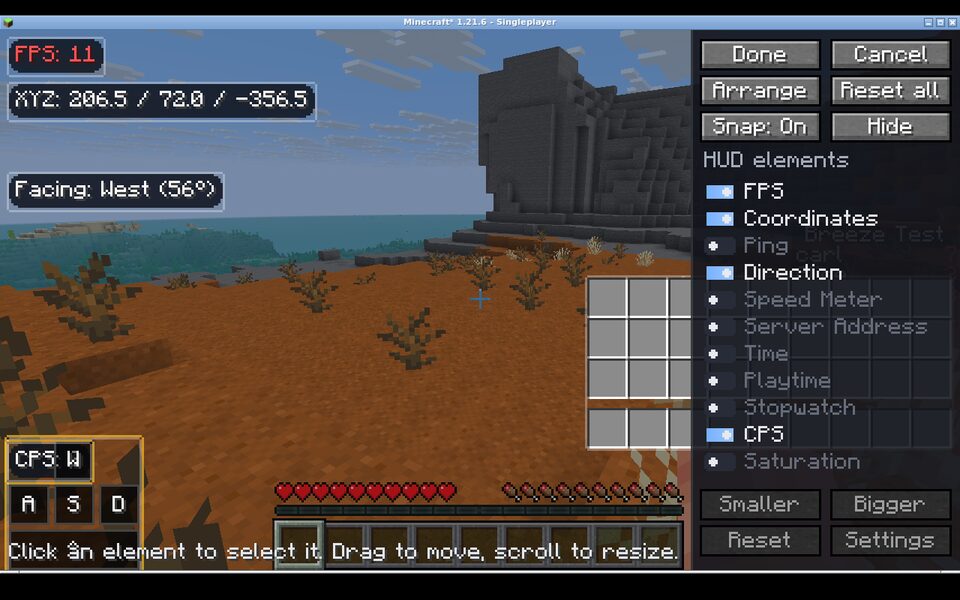 Minecraft* 1.21.6 - Singleplayer
FPS: 11
XYZ: 206.5 / 72.0 / -356.5
Facing: West (56°)
Done
Cancel
Arrange
Reset all
Snap: On
Hide
HUD elements
FPS
Coordinates
Ping
Breeze Test
Direction
Speed Meter
Server Address
Time
Playtime
Stopwatch
CPS
Saturation
Smaller
Bigger
Reset
Settings
CPS: W
A S D
Click an element to select it. Drag to move, scroll to resize.